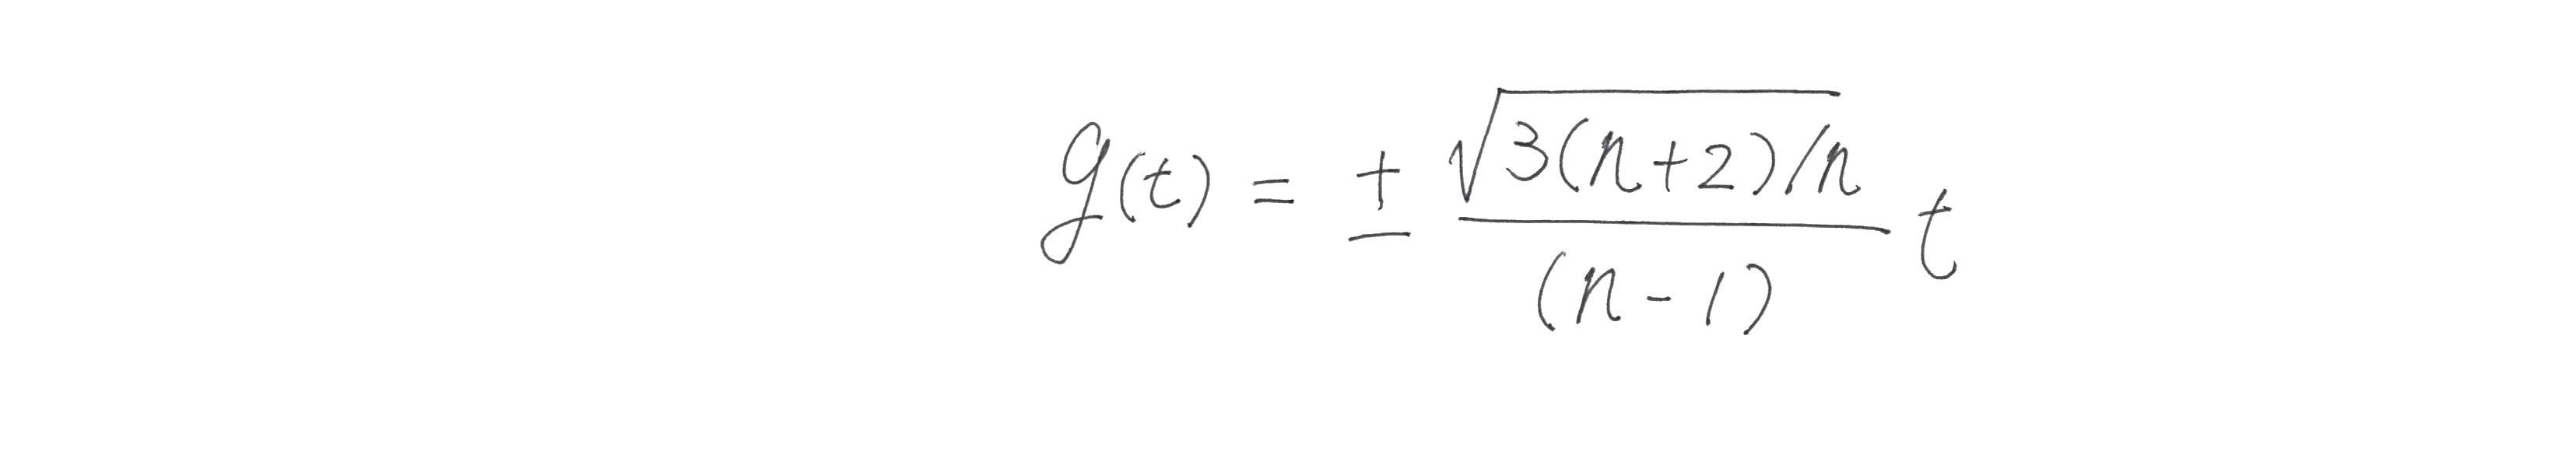 g(t) = ± √(3(n+2)/n) / (n-1) t